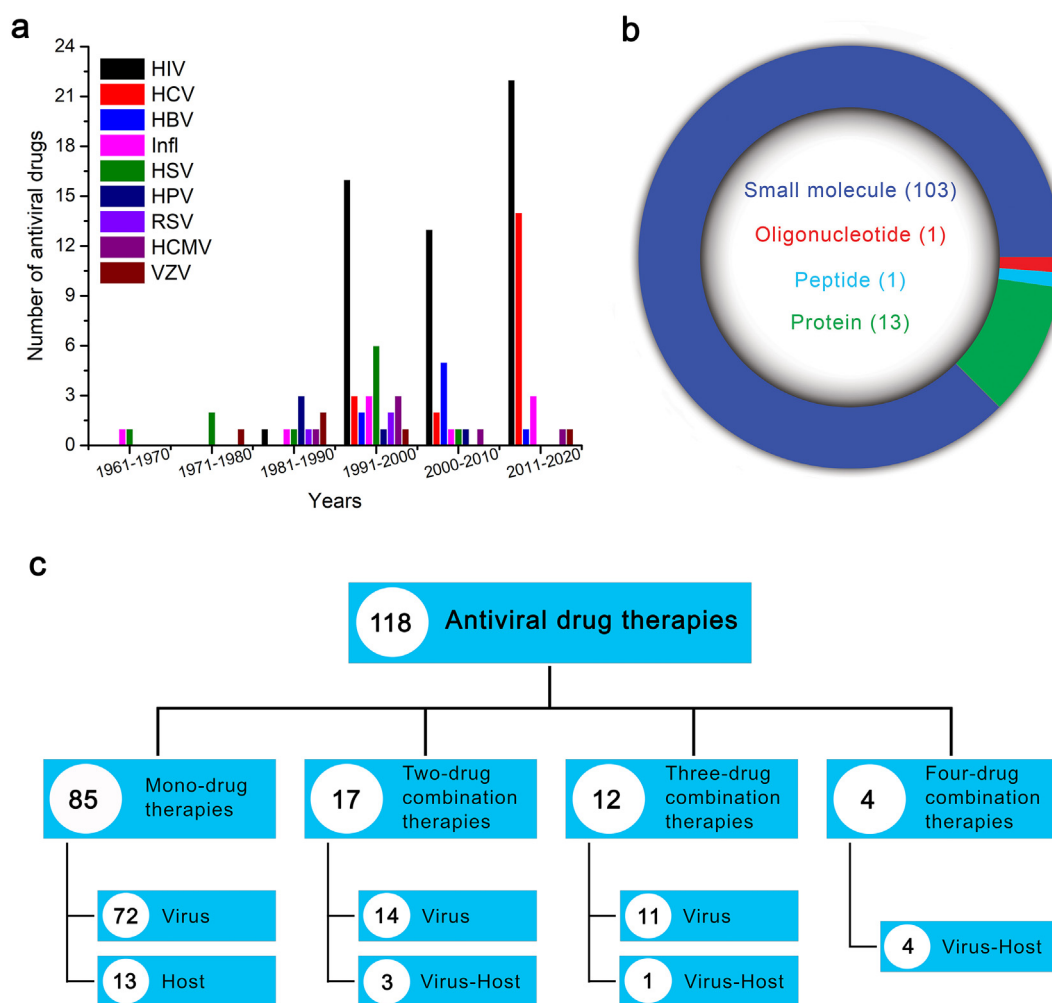 a
Number of antiviral drugs
24
21
18
15
12
9
6
3
0
HIV
HCV
HBV
Infl
HSV
HPV
RSV
HCMV
VZV
1961-1970
1971-1980
1981-1990
1991-2000
2000-2010
2011-2020
Years
b
Small molecule (103)
Oligonucleotide (1)
Peptide (1)
Protein (13)
c
118 Antiviral drug therapies
85
Mono-drug
therapies
72 Virus
13 Host
17
Two-drug
combination
therapies
14 Virus
3 Virus-Host
12
Three-drug
combination
therapies
11 Virus
1 Virus-Host
4
Four-drug
combination
therapies
4 Virus-Host